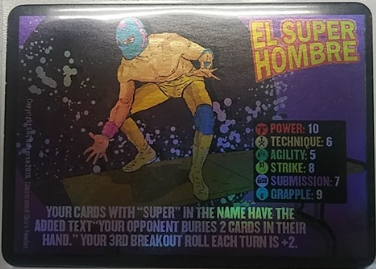 EL SUPER
HOMBRE
POWER: 10
TECHNIQUE: 6
AGILITY: 5
STRIKE: 8
SUBMISSION: 7
GRAPPLE: 9
YOUR CARDS WITH "SUPER" IN THE NAME HAVE THE
ADDED TEXT "YOUR OPPONENT BURIES 2 CARDS IN THEIR
HAND." YOUR 3RD BREAKOUT ROLL EACH TURN IS +2.